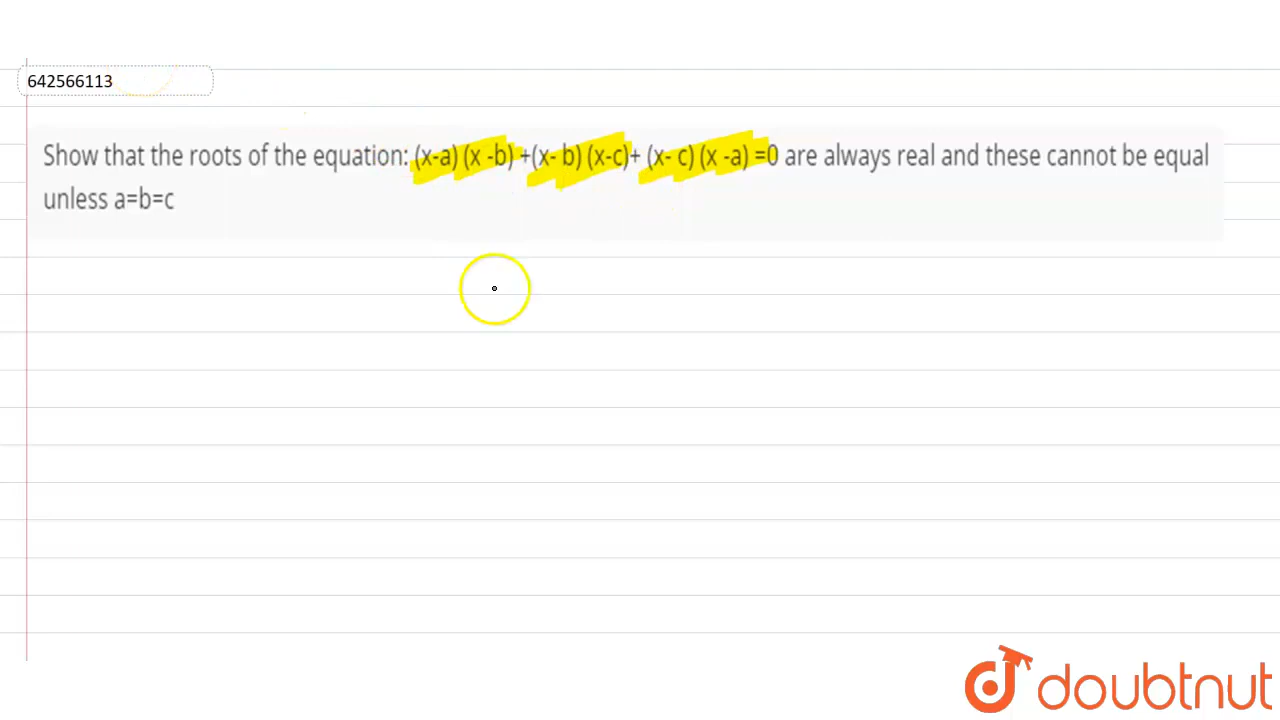 642566113
Show that the roots of the equation: (x-a) (x -b) +(x- b) (x-c)+ (x- c) (x -a) =0 are always real and these cannot be equal
unless a=b=c
doubtnut